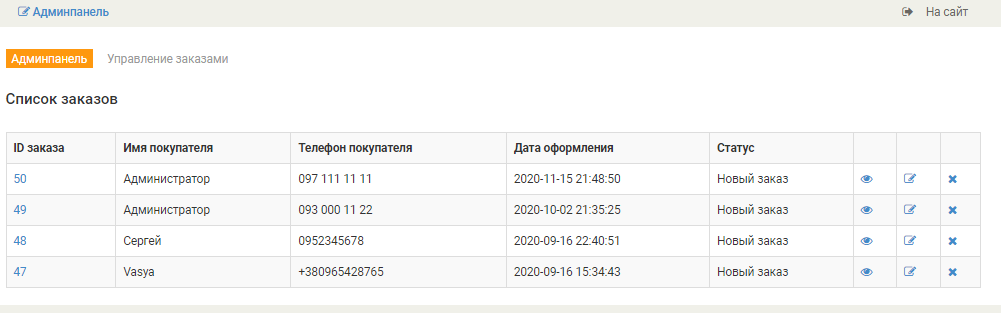 Админпанель На сайт
Админпанель Управление заказами
Список заказов
ID заказа Имя покупателя Телефон покупателя Дата оформления Статус
50 Администратор 097 111 11 11 2020-11-15 21:48:50 Новый заказ
49 Администратор 093 000 11 22 2020-10-02 21:35:25 Новый заказ
48 Сергей 0952345678 2020-09-16 22:40:51 Новый заказ
47 Vasya +380965428765 2020-09-16 15:34:43 Новый заказ